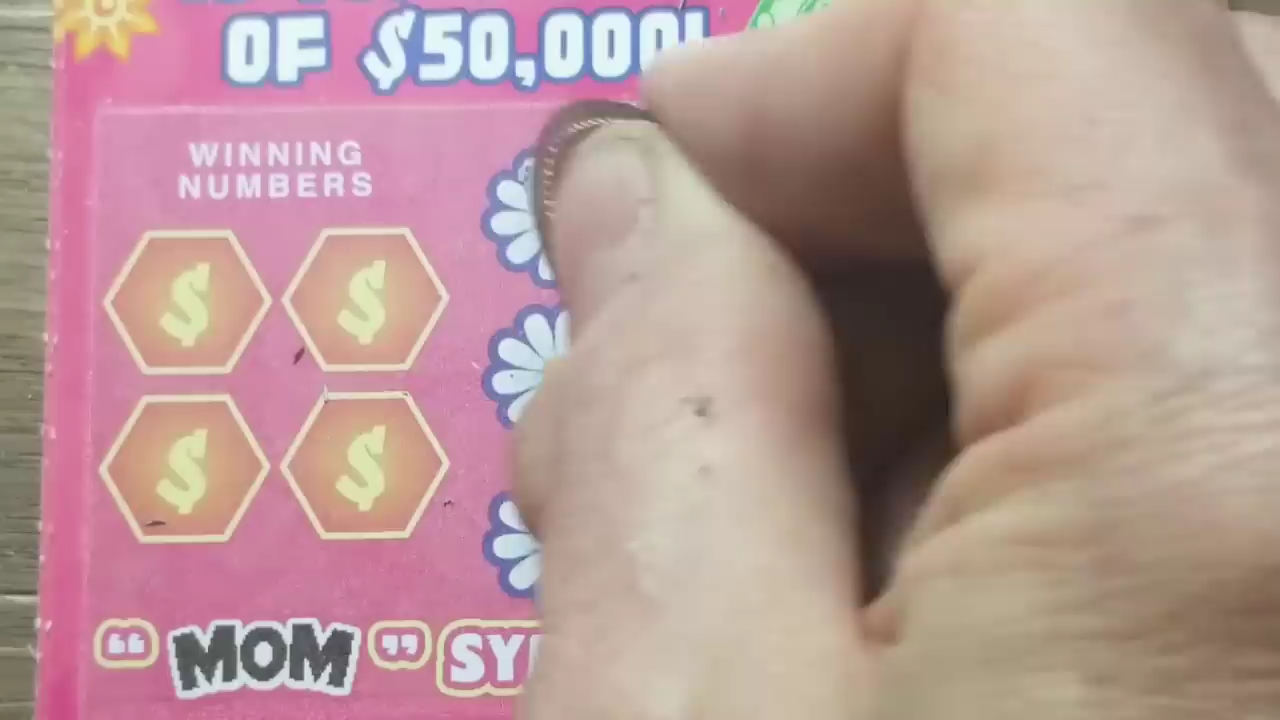 OF $50,000!
WINNING
NUMBERS
$ $
$ $
"MOM"